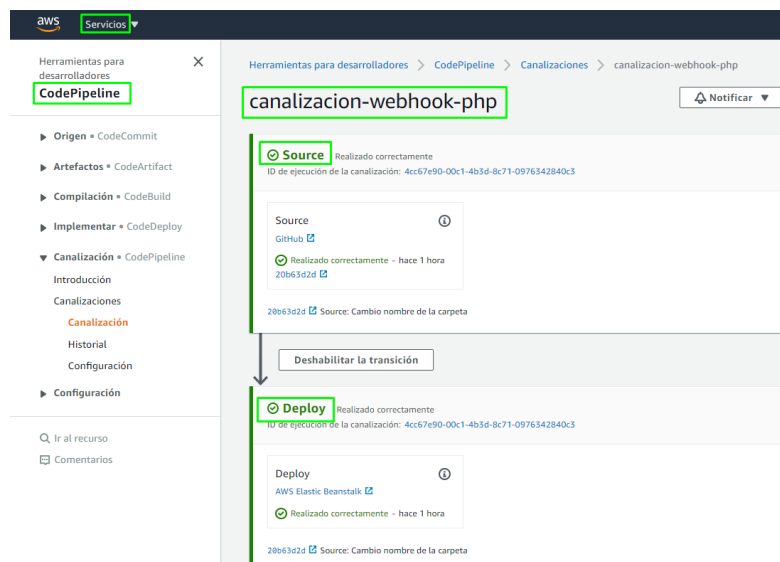 aws
Servicios
Herramientas para
desarrolladores
CodePipeline
Origen • CodeCommit
Artefactos • CodeArtifact
Compilación • CodeBuild
Implementar • CodeDeploy
Canalización • CodePipeline
Introducción
Canalizaciones
Canalización
Historial
Configuración
Configuración
Ir al recurso
Comentarios
Herramientas para desarrolladores > CodePipeline > Canalizaciones > canalizacion-webhook-php
canalizacion-webhook-php
Notificar
Source Realizado correctamente
ID de ejecución de la canalización: 4cc67e90-00c1-4b3d-8c71-0976342840c3
Source
GitHub
Realizado correctamente - hace 1 hora
20b63d2d
20b63d2d Source: Cambio nombre de la carpeta
Deshabilitar la transición
Deploy Realizado correctamente
ID de ejecución de la canalización: 4cc67e90-00c1-4b3d-8c71-0976342840c3
Deploy
AWS Elastic Beanstalk
Realizado correctamente - hace 1 hora
20b63d2d Source: Cambio nombre de la carpeta